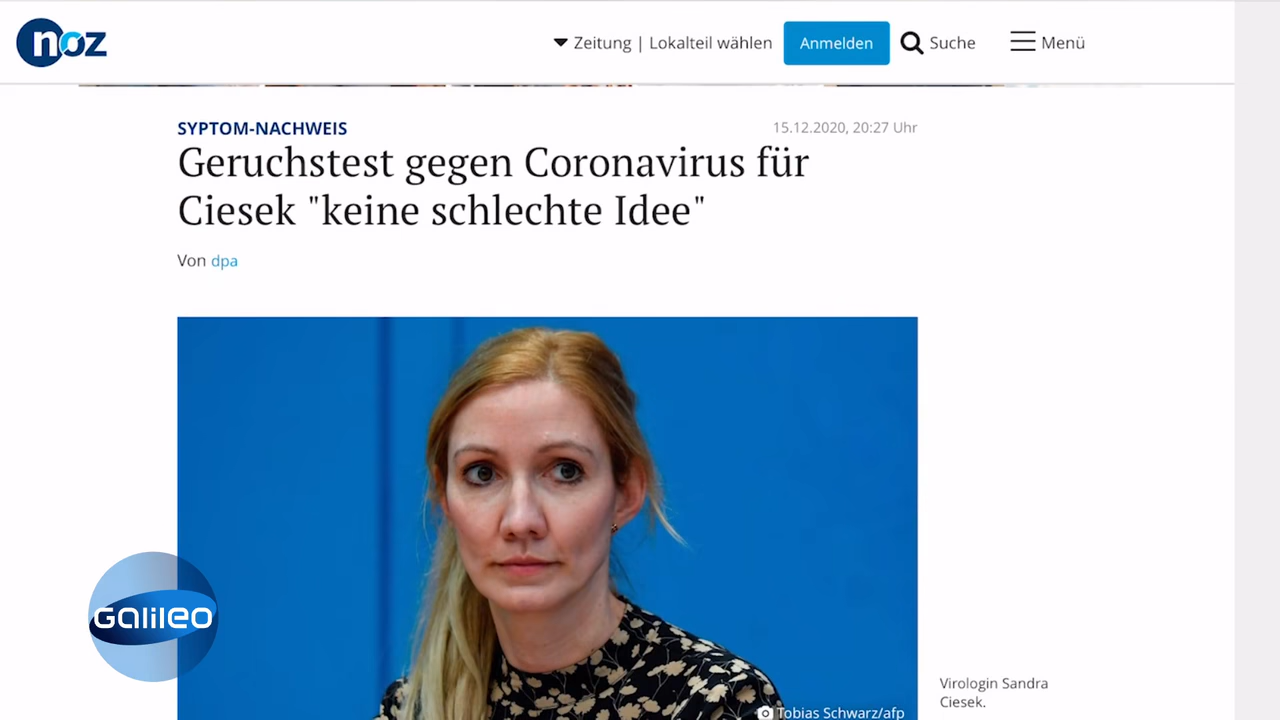 noz
Zeitung | Lokalteil wählen
Anmelden
Suche
Menü
SYPTOM-NACHWEIS
15.12.2020, 20:27 Uhr
Geruchstest gegen Coronavirus für
Ciesek "keine schlechte Idee"
Von dpa
Galileo
Tobias Schwarz/afp
Virologin Sandra
Ciesek.